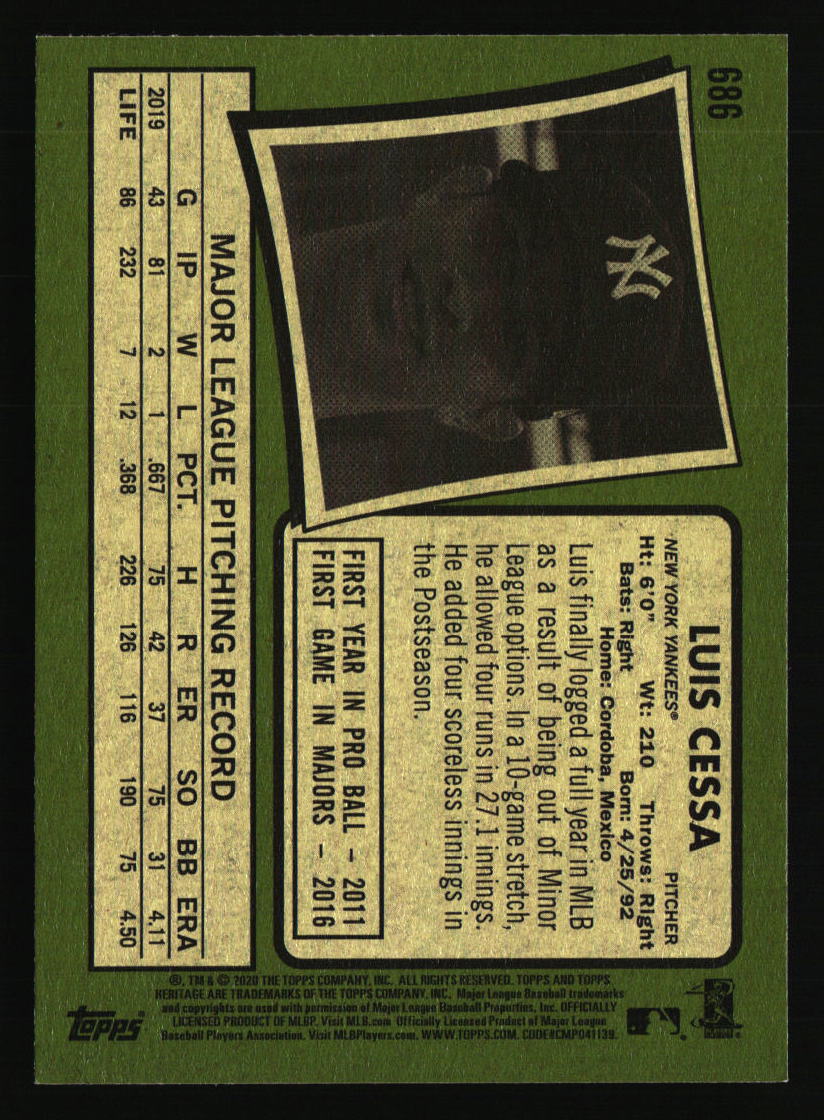 686
NY
LUIS CESSA
NEW YORK YANKEES® PITCHER
Ht: 6'0" Wt: 210 Throws: Right
Bats: Right Born: 4/25/92
Home: Cordoba, Mexico
Luis finally logged a full year in MLB
as a result of being out of Minor
League options. In a 10-game stretch,
he allowed four runs in 27.1 innings.
He added four scoreless innings in
the Postseason.
FIRST YEAR IN PRO BALL – 2011
FIRST GAME IN MAJORS – 2016
MAJOR LEAGUE PITCHING RECORD
G IP W L PCT. H R ER SO BB ERA
2019 43 81 2 1 .667 75 42 37 75 31 4.11
LIFE 86 232 7 12 .368 226 126 116 190 75 4.50
®, TM & © 2020 THE TOPPS COMPANY, INC. ALL RIGHTS RESERVED. TOPPS AND TOPPS
HERITAGE ARE TRADEMARKS OF THE TOPPS COMPANY, INC. Major League Baseball trademarks
and copyrights are used with permission of Major League Baseball Properties, Inc. OFFICIALLY
LICENSED PRODUCT OF MLBP. Visit MLB.com Officially Licensed Product of Major League
Baseball Players Association. Visit MLBPlayers.com. WWW.TOPPS.COM. CODE#CMP041139.
topps